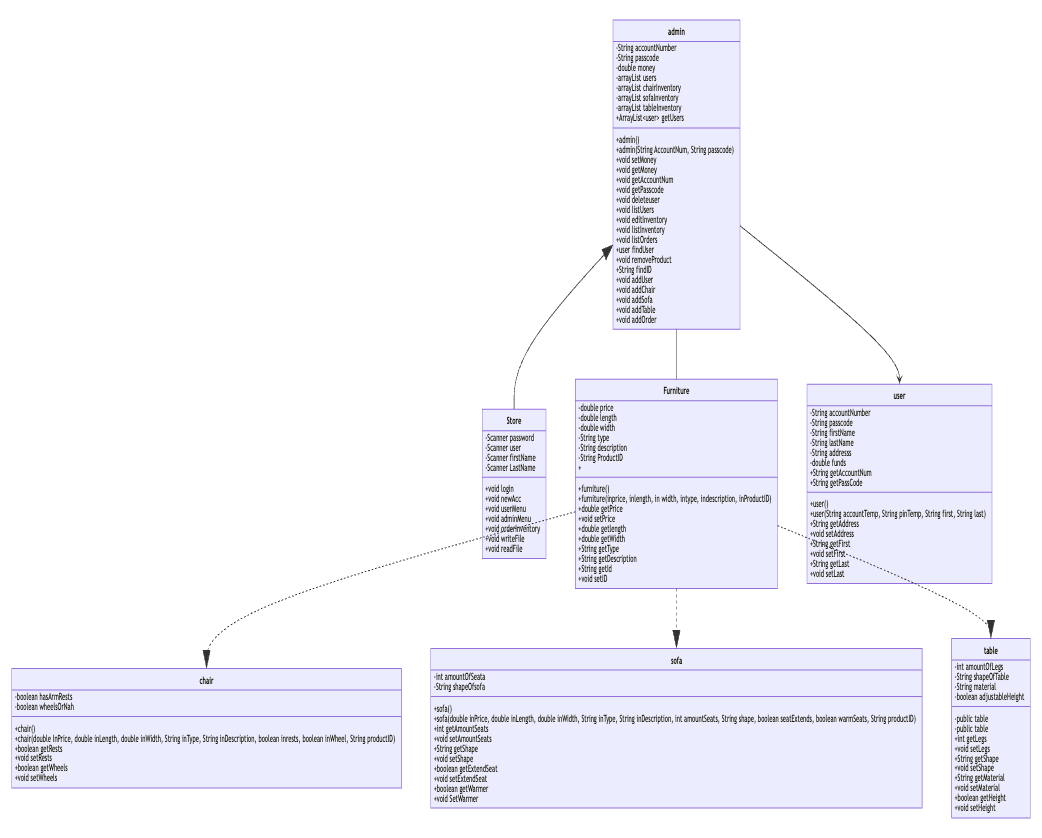 admin
-String accountNumber
-String passcode
-double money
-arrayList users
-arrayList chairInventory
-arrayList sofaInventory
-arrayList tableInventory
+ArrayList<user> getUsers
+admin()
+admin(String AccountNum, String passcode)
+void setMoney
+void getMoney
+void getAccountNum
+void getPasscode
+void deleteuser
+void listUsers
+void editInventory
+void listInventory
+void listOrders
+user findUser
+void removeProduct
+String findID
+void addUser
+void addChair
+void addSofa
+void addTable
+void addOrder
Store
-Scanner password
-Scanner user
-Scanner firstName
-Scanner LastName
+void login
+void newAcc
+void userMenu
+void adminMenu
+void orderInventory
+void writeFile
+void readFile
Furniture
-double price
-double length
-double width
-String type
-String description
-String ProductID
+
+furniture()
+furniture(inprice, inlength, in width, intype, indescription, inProductID)
+double getPrice
+void setPrice
+double getlength
+double getWidth
+String getType
+String getDescription
+String getId
+void setID
user
-String accountNumber
-String passcode
-String firstName
-String lastName
-String addresss
-double funds
+String getAccountNum
+String getPassCode
+user()
+user(String accountTemp, String pinTemp, String first, String last)
+String getAddress
+void setAddress
+String getFirst
+void setFirst
+String getLast
+void setLast
chair
-boolean hasArmRests
-boolean wheelsOrNah
+chair()
+chair(double InPrice, double inLength, double inWidth, String inType, String inDescription, boolean inrests, boolean inWheel, String productID)
+boolean getRests
+void setRests
+boolean getWheels
+void setWheels
sofa
-int amountOfSeata
-String shapeOfsofa
+sofa()
+sofa(double inPrice, double inLength, double inWidth, String inType, String inDescription, int amountSeats, String shape, boolean seatExtends, boolean warmSeats, String productID)
+int getAmountSeats
+void setAmountSeats
+String getShape
+void setShape
+boolean getExtendSeat
+void setExtendSeat
+boolean getWarmer
+void SetWarmer
table
-int amountOfLegs
-String shapeOfTable
-String material
-boolean adjustableHeight
-public table
-public table
+int getLegs
+void setLegs
+String getShape
+void setShape
+String getMaterial
+void setMaterial
+boolean getHeight
+void setHeight